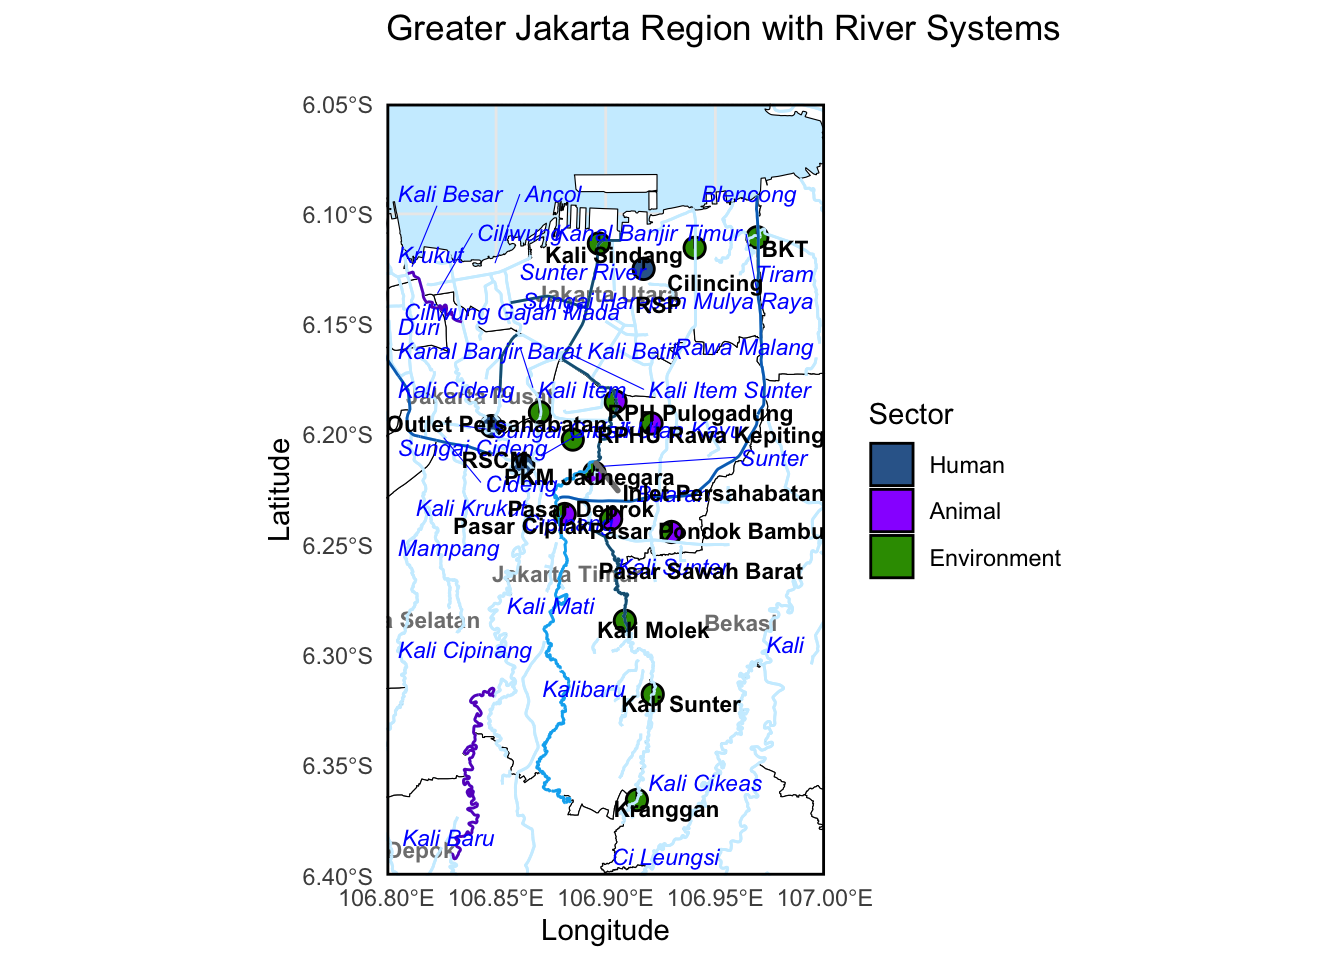 Greater Jakarta Region with River Systems
6.05°S
6.10°S
6.15°S
6.20°S
6.25°S
6.30°S
6.35°S
6.40°S
Latitude
Kali Besar
Ancol
Blencong
Ciliwung
Kanal Banjir Timur
BKT
Krukut
Kali Sindang
Sunter River
Cilincing
Tiram
Jakarta Utara
RSP
Mulya Raya
Ciliwung Gajah Mada
Duri
Kanal Banjir Barat
Kali Betik
Rawa Malang
Kali Cideng
Kali Item
Kali Item Sunter
Jakarta Pusat
RPH Pulogadung
Outlet Persahabatan
RPHU Rawa Kepiting
Sungai Cideng
RSCM
Sunter
PKM Jatinegara
Cideng
Inlet Persahabatan
Kali Krukut
Pasar Deprok
Pasar Ciplak
Pasar Pondok Bambu
Mampang
Kali Sunter
Pasar Sawah Barat
Jakarta Timur
Kali Mati
a Selatan
Kali Molek
Bekasi
Kali
Kali Cipinang
Kalibaru
Kali Sunter
Kali Cikeas
Kranggan
Kali Baru
Depok
Ci Leungsi
106.80°E
106.85°E
106.90°E
106.95°E
107.00°E
Longitude
Sector
Human
Animal
Environment